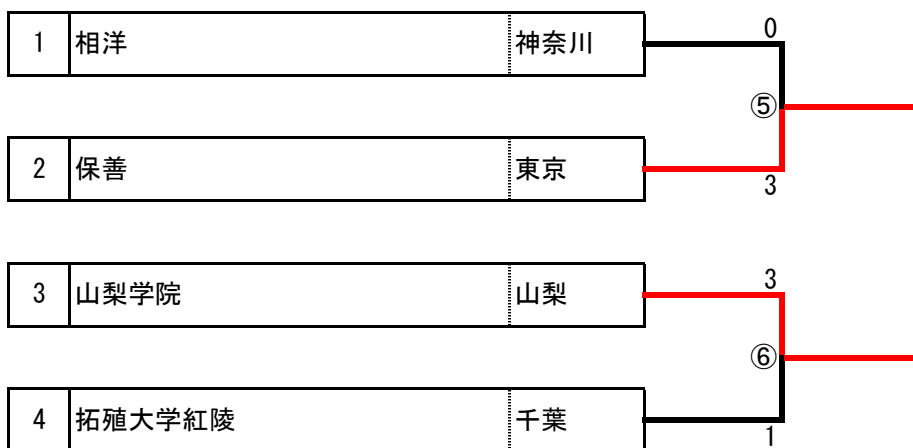 1 相洋 神奈川 0
⑤
2 保善 東京 3
3 山梨学院 山梨 3
⑥
4 拓殖大学紅陵 千葉 1